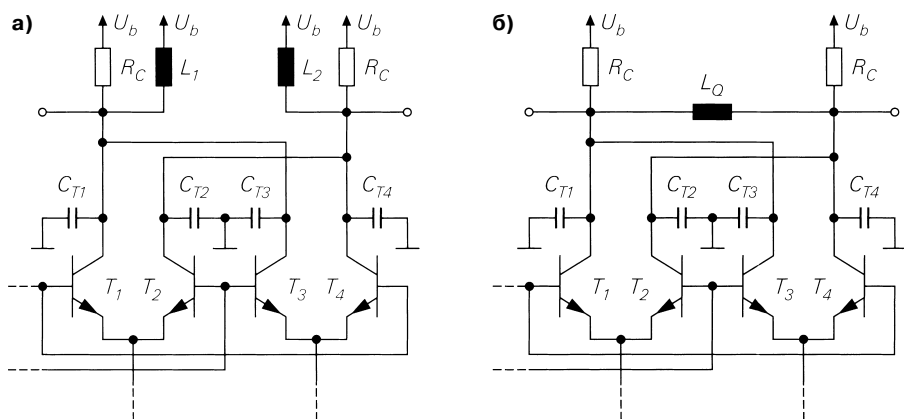 а)
U_b U_b U_b U_b
R_C L_1 L_2 R_C
C_T1 C_T2 C_T3 C_T4
T_1 T_2 T_3 T_4
б)
U_b U_b
R_C L_Q R_C
C_T1 C_T2 C_T3 C_T4
T_1 T_2 T_3 T_4